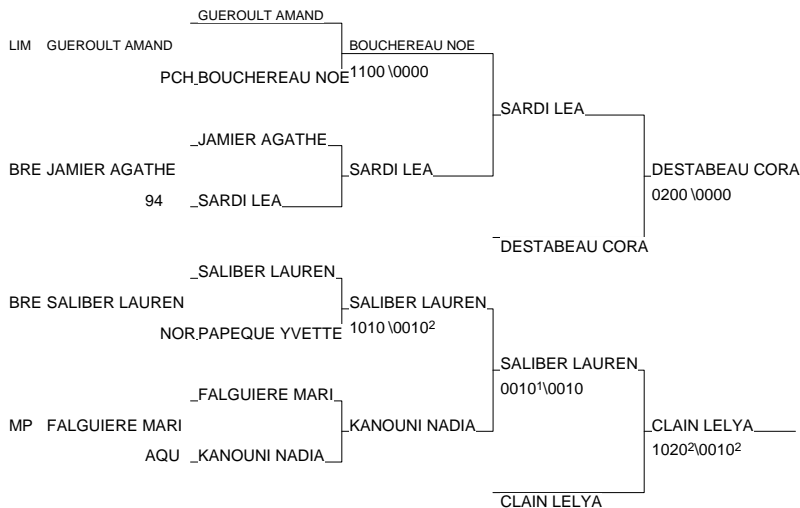 GUEROULT AMAND
LIM GUEROULT AMAND BOUCHEREAU NOE
PCH BOUCHEREAU NOE 1100\0000
SARDI LEA
JAMIER AGATHE
BRE JAMIER AGATHE SARDI LEA DESTABEAU CORA
94 SARDI LEA 0200\0000
DESTABEAU CORA
SALIBER LAUREN
BRE SALIBER LAUREN SALIBER LAUREN
NOR PAPEQUE YVETTE 1010\0010²
SALIBER LAUREN
0010¹\0010
FALGUIERE MARI
MP FALGUIERE MARI KANOUNI NADIA CLAIN LELYA
1020²\0010²
AQU KANOUNI NADIA
CLAIN LELYA